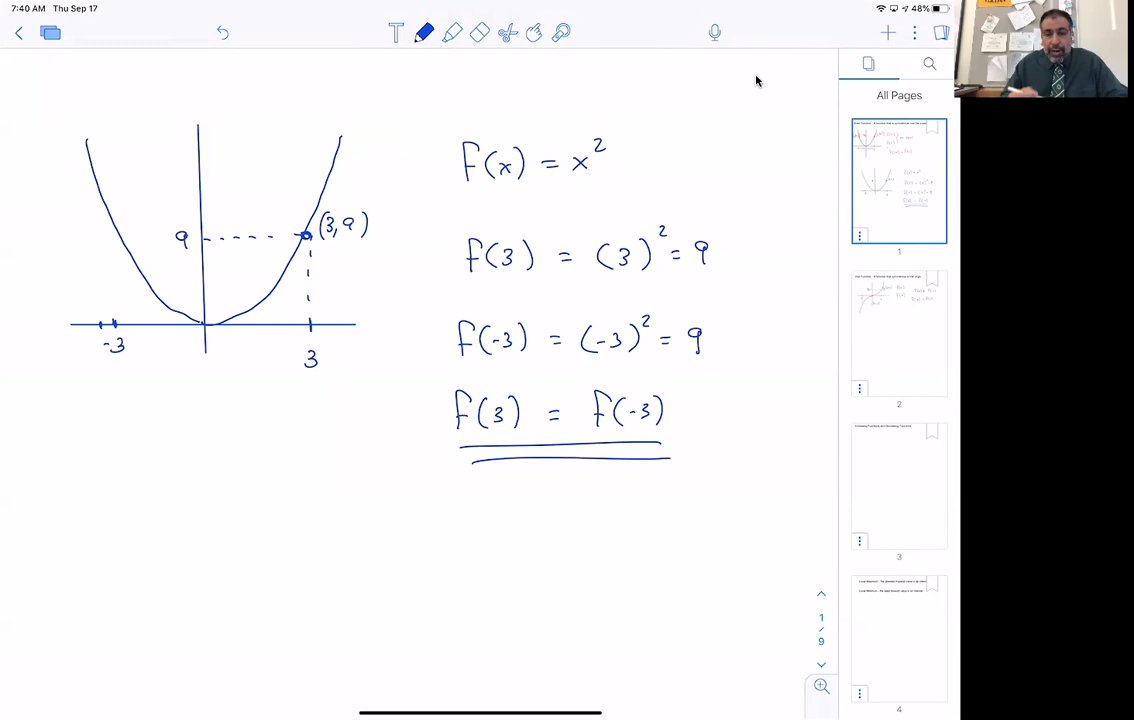 7:40 AM Thu Sep 17
48%
All Pages
F(x) = x²
9
(3,9)
-3
3
F(3) = (3)² = 9
F(-3) = (-3)² = 9
F(3) = F(-3)
1
2
3
4
1
/
9